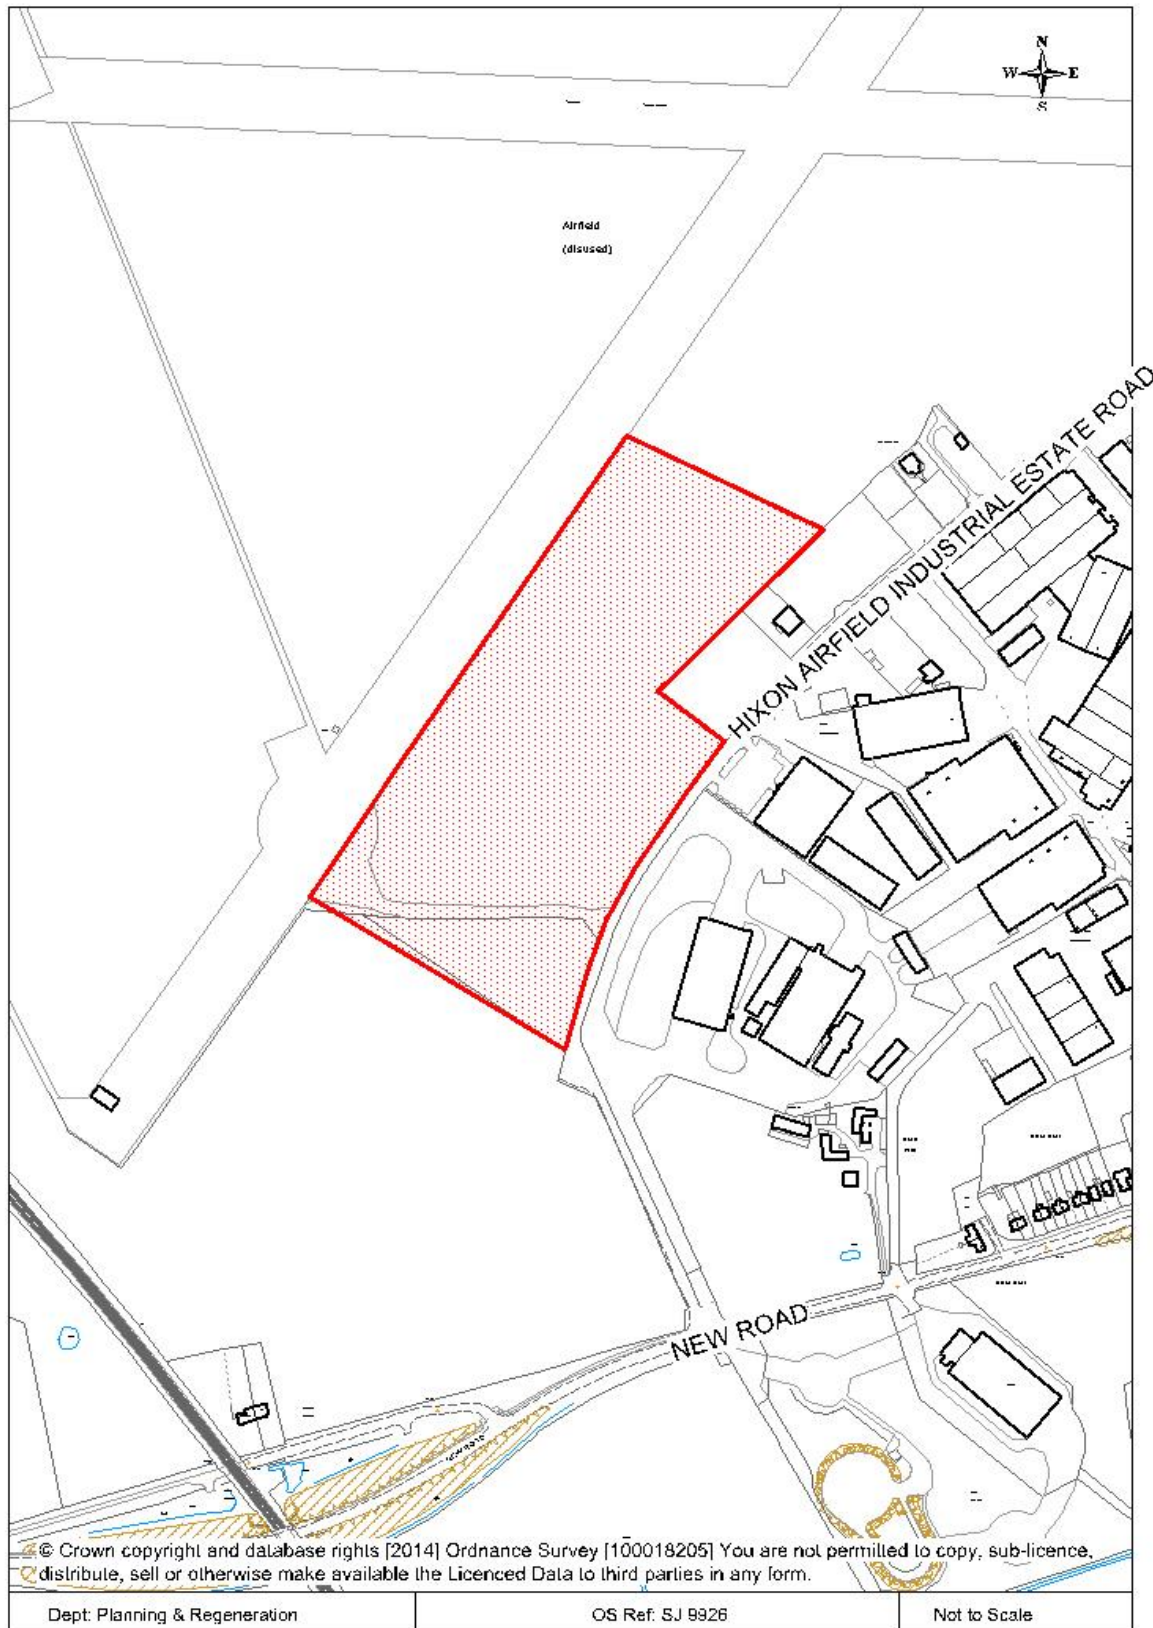 N
W E
S
Airfield
(disused)
HIXON AIRFIELD INDUSTRIAL ESTATE ROAD
NEW ROAD
NEW ROAD
© Crown copyright and database rights [2014] Ordnance Survey [100018205] You are not permitted to copy, sub-licence,
distribute, sell or otherwise make available the Licenced Data to third parties in any form.
Dept: Planning & Regeneration
OS Ref: SJ 9926
Not to Scale